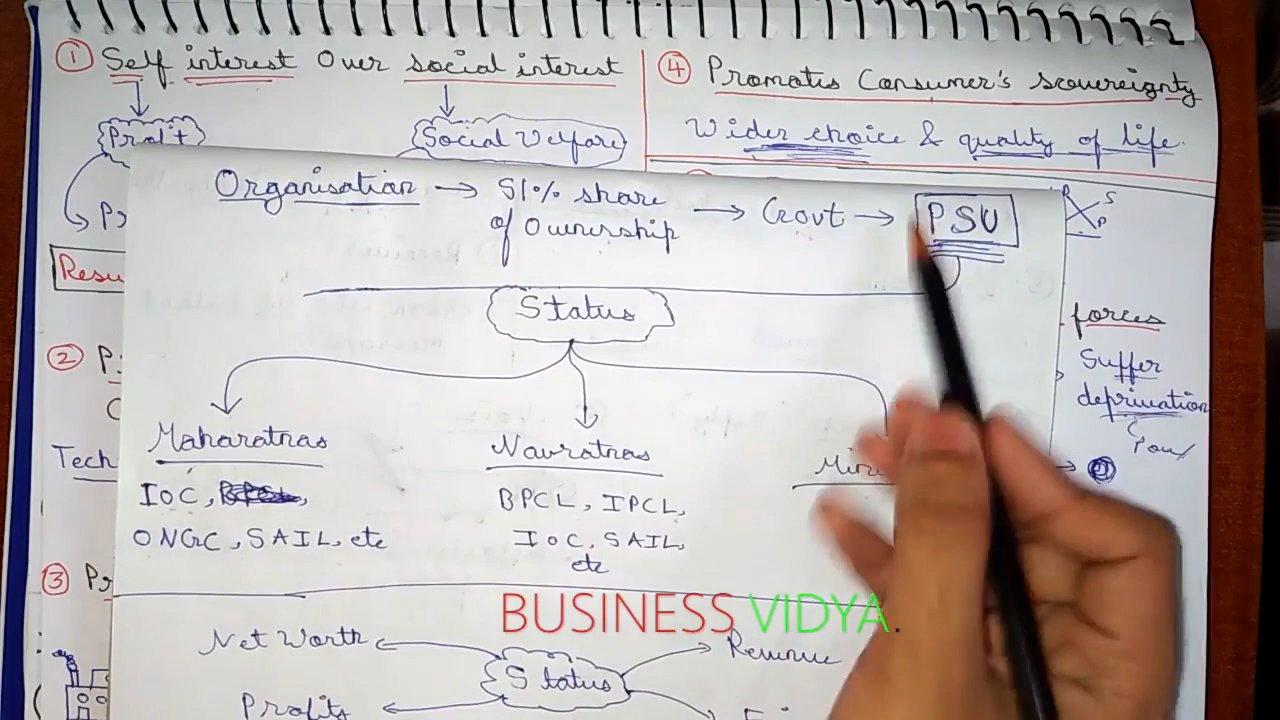 ① Self interest Over social interest
Profit
Social Welfare
④ Promotes Consumer's sovereignty
Wider choice & quality of life.
Organisation → 51% share of Ownership → Govt → PSU
Status
Maharatnas
IOC,
ONGC, SAIL, etc
Navratnas
BPCL, IPCL,
IOC, SAIL,
etc
R S
P
forces
Suffer
deprivation
②
Tech
③
Net Worth
Status
Revenue
Profits
BUSINESS VIDYA.